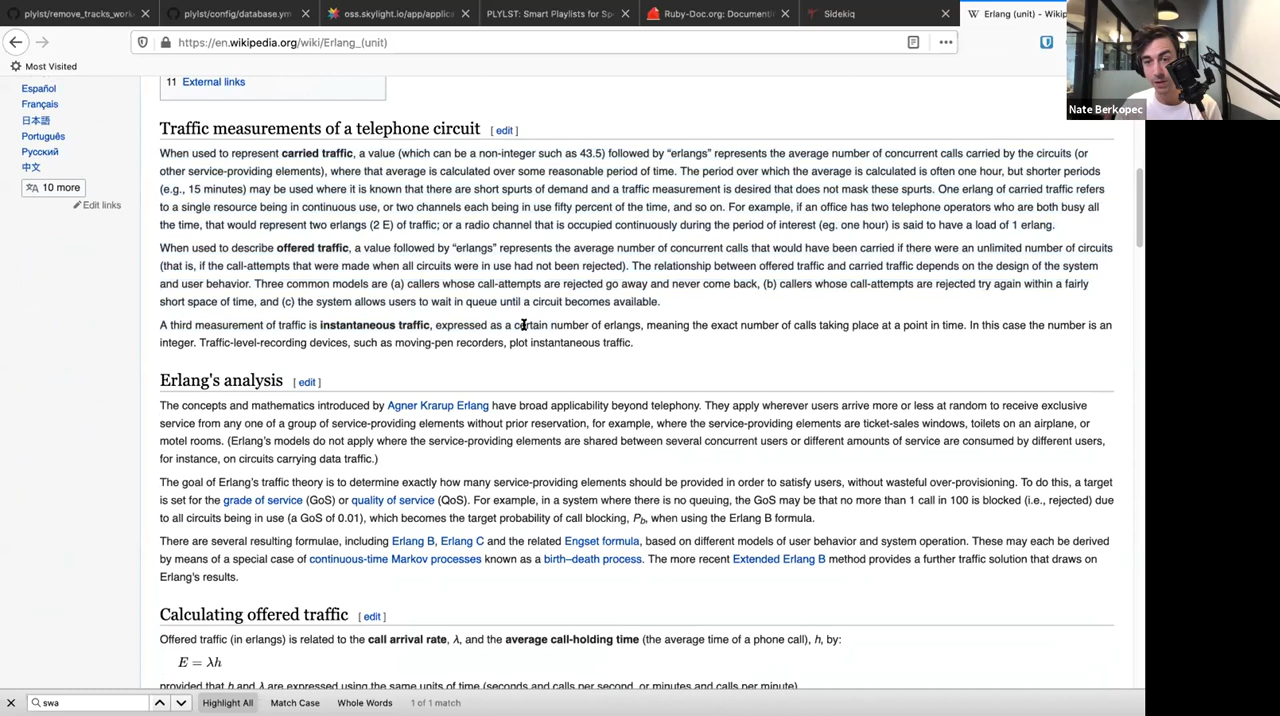 plylst/remove_tracks_work
plylst/config/database.ym
oss.skylight.io/app/applica
PLYLST: Smart Playlists for Sp
Ruby-Doc.org: Documenti
Sidekiq
Erlang (unit) - Wikip
https://en.wikipedia.org/wiki/Erlang_(unit)
Most Visited
Nate Berkopec
Español
Français
日本語
Português
Русский
中文
10 more
Edit links
11 External links
Traffic measurements of a telephone circuit [ edit ]
When used to represent carried traffic, a value (which can be a non-integer such as 43.5) followed by “erlangs” represents the average number of concurrent calls carried by the circuits (or
other service-providing elements), where that average is calculated over some reasonable period of time. The period over which the average is calculated is often one hour, but shorter periods
(e.g., 15 minutes) may be used where it is known that there are short spurts of demand and a traffic measurement is desired that does not mask these spurts. One erlang of carried traffic refers
to a single resource being in continuous use, or two channels each being in use fifty percent of the time, and so on. For example, if an office has two telephone operators who are both busy all
the time, that would represent two erlangs (2 E) of traffic; or a radio channel that is occupied continuously during the period of interest (eg. one hour) is said to have a load of 1 erlang.
When used to describe offered traffic, a value followed by “erlangs” represents the average number of concurrent calls that would have been carried if there were an unlimited number of circuits
(that is, if the call-attempts that were made when all circuits were in use had not been rejected). The relationship between offered traffic and carried traffic depends on the design of the system
and user behavior. Three common models are (a) callers whose call-attempts are rejected go away and never come back, (b) callers whose call-attempts are rejected try again within a fairly
short space of time, and (c) the system allows users to wait in queue until a circuit becomes available.
A third measurement of traffic is instantaneous traffic, expressed as a certain number of erlangs, meaning the exact number of calls taking place at a point in time. In this case the number is an
integer. Traffic-level-recording devices, such as moving-pen recorders, plot instantaneous traffic.
Erlang's analysis [ edit ]
The concepts and mathematics introduced by Agner Krarup Erlang have broad applicability beyond telephony. They apply wherever users arrive more or less at random to receive exclusive
service from any one of a group of service-providing elements without prior reservation, for example, where the service-providing elements are ticket-sales windows, toilets on an airplane, or
motel rooms. (Erlang's models do not apply where the service-providing elements are shared between several concurrent users or different amounts of service are consumed by different users,
for instance, on circuits carrying data traffic.)
The goal of Erlang's traffic theory is to determine exactly how many service-providing elements should be provided in order to satisfy users, without wasteful over-provisioning. To do this, a target
is set for the grade of service (GoS) or quality of service (QoS). For example, in a system where there is no queuing, the GoS may be that no more than 1 call in 100 is blocked (i.e., rejected) due
to all circuits being in use (a GoS of 0.01), which becomes the target probability of call blocking, Pb, when using the Erlang B formula.
There are several resulting formulae, including Erlang B, Erlang C and the related Engset formula, based on different models of user behavior and system operation. These may each be derived
by means of a special case of continuous-time Markov processes known as a birth–death process. The more recent Extended Erlang B method provides a further traffic solution that draws on
Erlang's results.
Calculating offered traffic [ edit ]
Offered traffic (in erlangs) is related to the call arrival rate, λ, and the average call-holding time (the average time of a phone call), h, by:
E = λh
provided that h and λ are expressed using the same units of time (seconds and calls per second, or minutes and calls per minute).
swa
Highlight All
Match Case
Whole Words
1 of 1 match